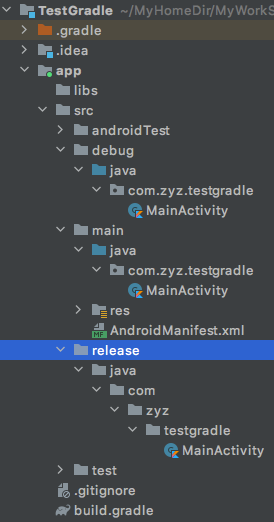 TestGradle ~/MyHomeDir/MyWorkS
.gradle
.idea
app
libs
src
androidTest
debug
java
com.zyz.testgradle
MainActivity
main
java
com.zyz.testgradle
MainActivity
res
AndroidManifest.xml
release
java
com
zyz
testgradle
MainActivity
test
.gitignore
build.gradle